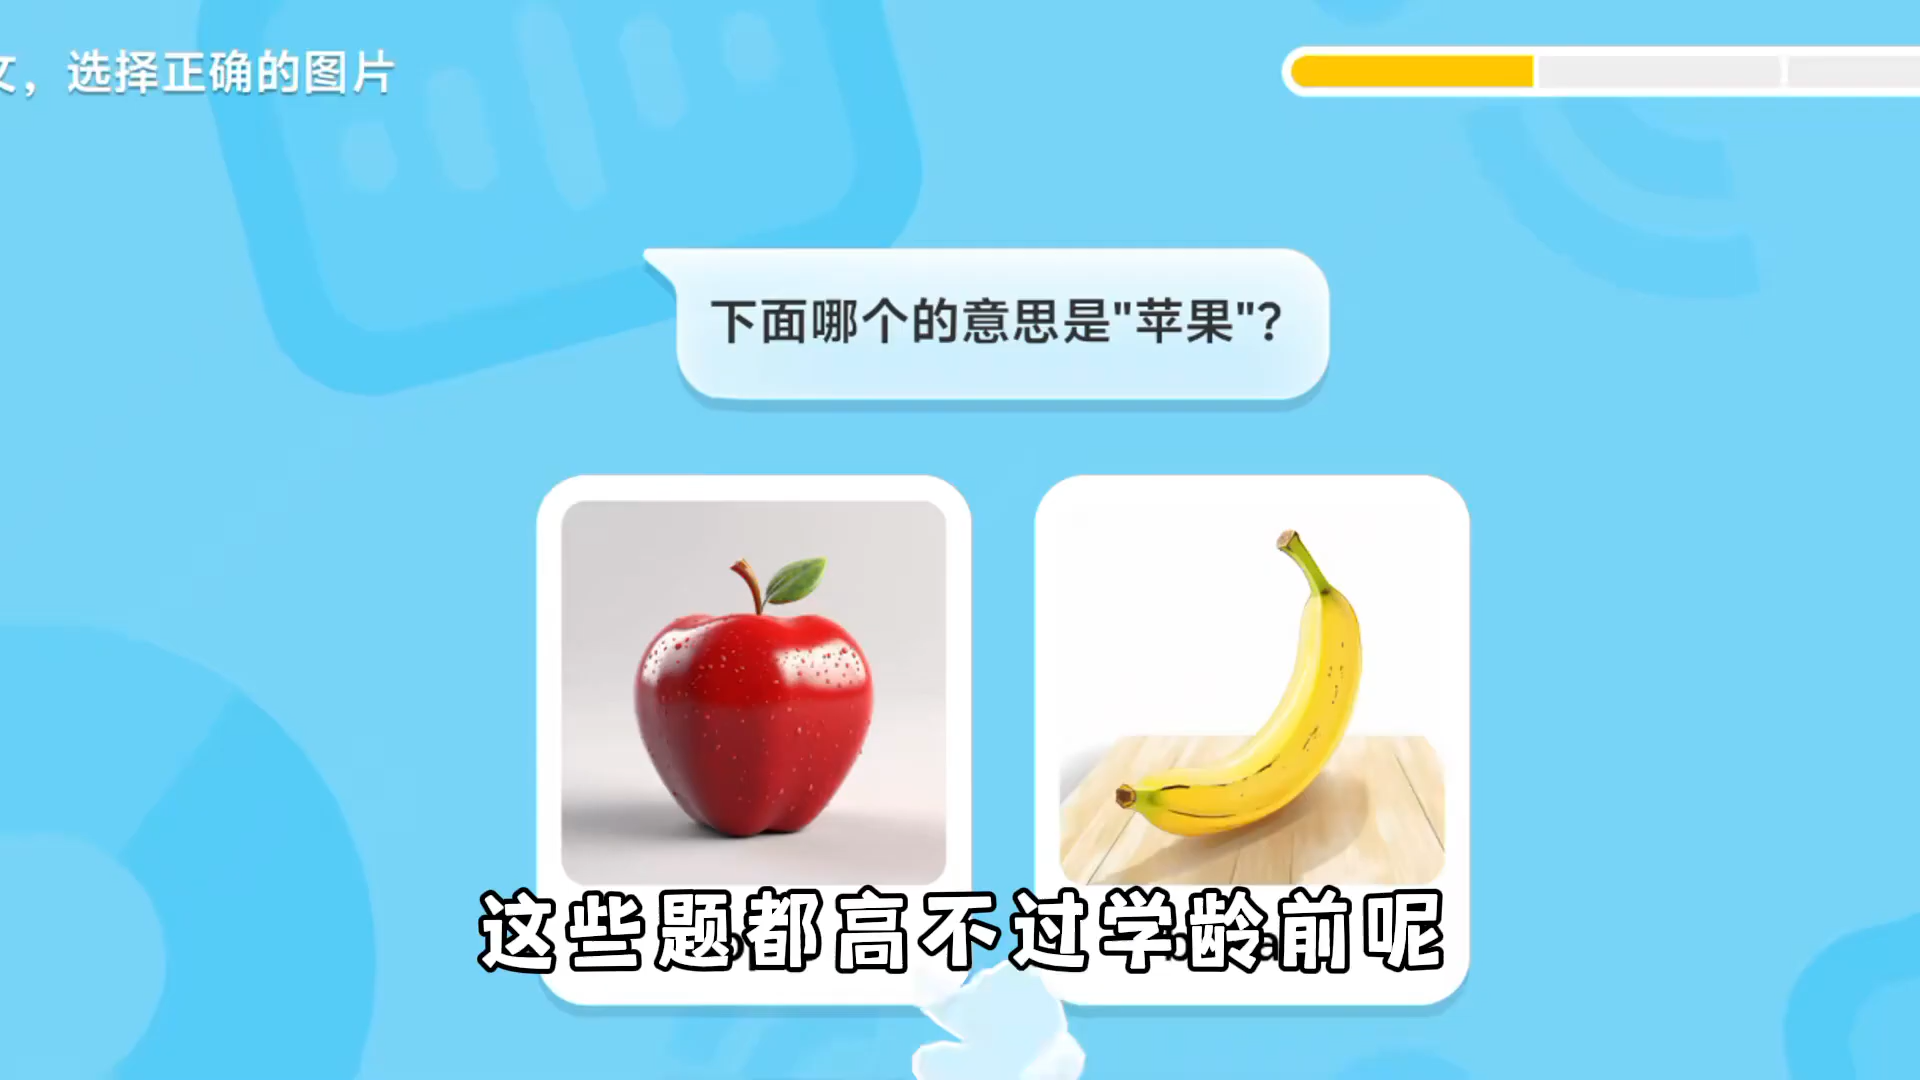 文，选择正确的图片
下面哪个的意思是"苹果"？
这些题都高不过学龄前呢